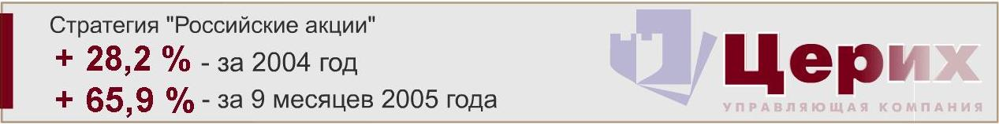 Стратегия "Российские акции"
+ 28,2 % - за 2004 год
+ 65,9 % - за 9 месяцев 2005 года
Церих
УПРАВЛЯЮЩАЯ КОМПАНИЯ